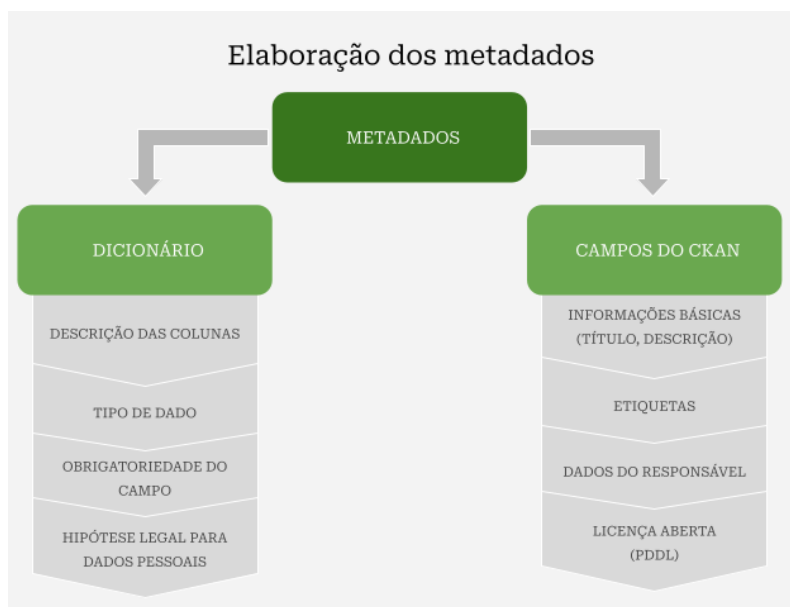 Elaboração dos metadados
METADADOS
DICIONÁRIO
DESCRIÇÃO DAS COLUNAS
TIPO DE DADO
OBRIGATORIEDADE DO
CAMPO
HIPÓTESE LEGAL PARA
DADOS PESSOAIS
CAMPOS DO CKAN
INFORMAÇÕES BÁSICAS
(TÍTULO, DESCRIÇÃO)
ETIQUETAS
DADOS DO RESPONSÁVEL
LICENÇA ABERTA
(PDDL)